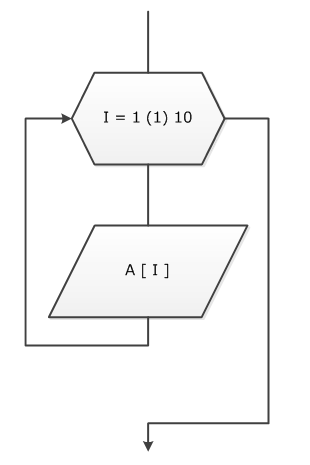 I = 1 (1) 10
A [ I ]